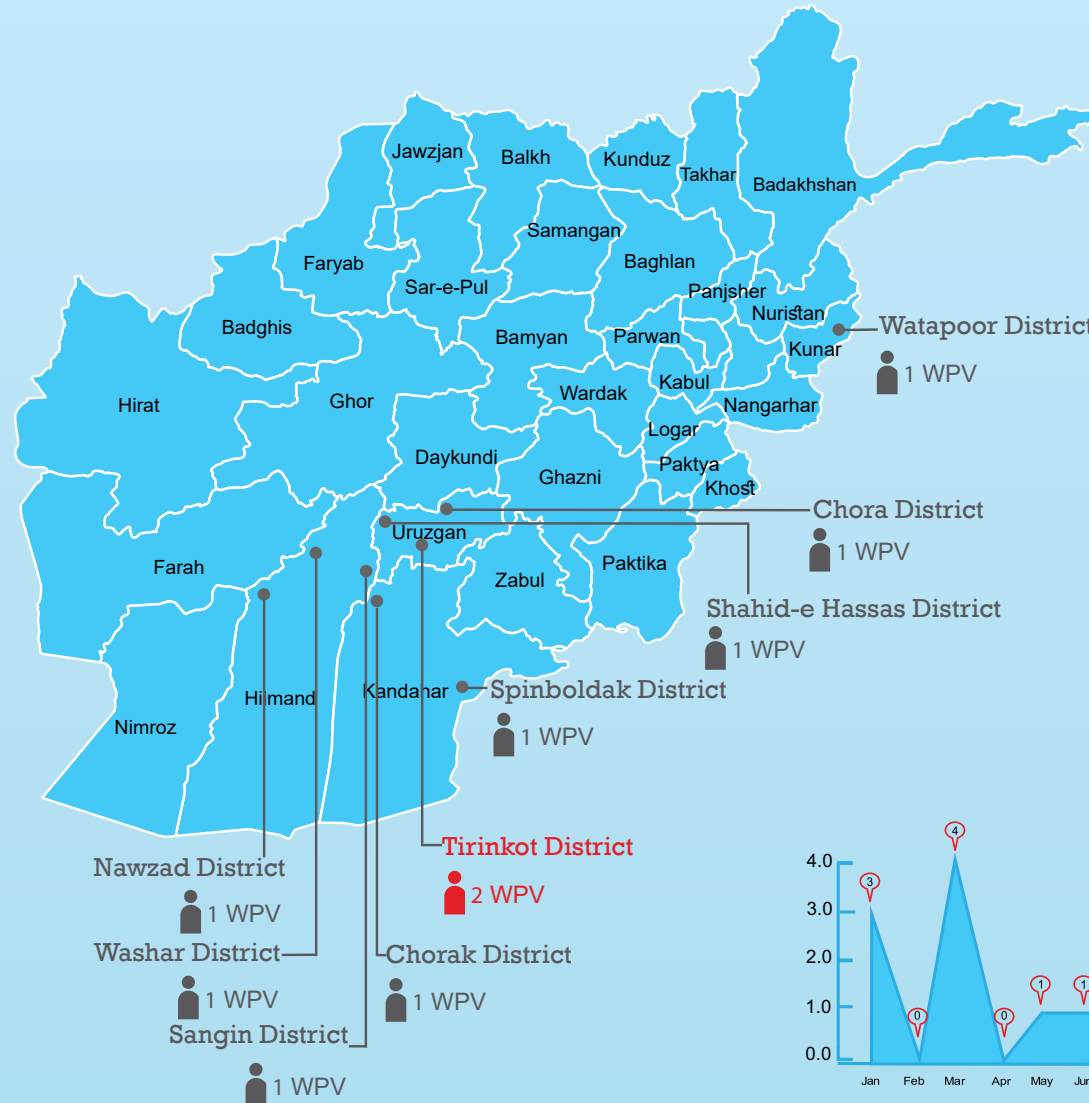 Jawzjan
Balkh
Kunduz
Takhar
Badakhshan
Samangan
Faryab
Baghlan
Sar-e-Pul
Panjsher
Nuristan
Badghis
Bamyan
Parwan
Kunar
Watapoor District
1 WPV
Kabul
Wardak
Nangarhar
Hirat
Ghor
Logar
Daykundi
Paktya
Ghazni
Khost
Chora District
1 WPV
Uruzgan
Farah
Zabul
Paktika
Shahid-e Hassas District
1 WPV
Spinboldak District
1 WPV
Kandahar
Hilmand
Nimroz
Tirinkot District
2 WPV
Nawzad District
1 WPV
Washar District
1 WPV
Chorak District
1 WPV
Sangin District
1 WPV
4.0
3.0
2.0
1.0
0.0
3
0
4
0
1
1
Jan Feb Mar Apr May Jun